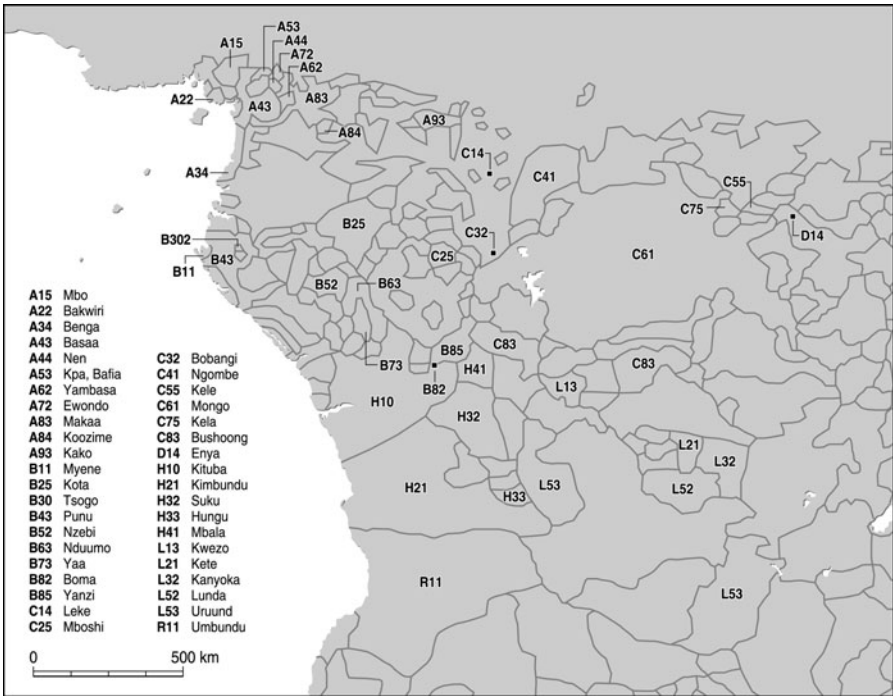 A53
A15
A44
A72
A62
A22
A43
A83
A93
A84
C14
C41
C55
A34
C75
B25
C32
D14
B302
B43
C25
C61
B11
B52
B63
B85
C83
C83
B73
H41
B82
L13
H10
H32
L21
L32
H21
H33
L53
L52
R11
L53
A15 Mbo
A22 Bakwiri
A34 Benga
A43 Basaa
A44 Nen
A53 Kpa, Bafia
A62 Yambasa
A72 Ewondo
A83 Makaa
A84 Koozime
A93 Kako
B11 Myene
B25 Kota
B30 Tsogo
B43 Punu
B52 Nzebi
B63 Nduumo
B73 Yaa
B82 Boma
B85 Yanzi
C14 Leke
C25 Mboshi
C32 Bobangi
C41 Ngombe
C55 Kele
C61 Mongo
C75 Kela
C83 Bushoong
D14 Enya
H10 Kituba
H21 Kimbundu
H32 Suku
H33 Hungu
H41 Mbala
L13 Kwezo
L21 Kete
L32 Kanyoka
L52 Lunda
L53 Uruund
R11 Umbundu
0 500 km